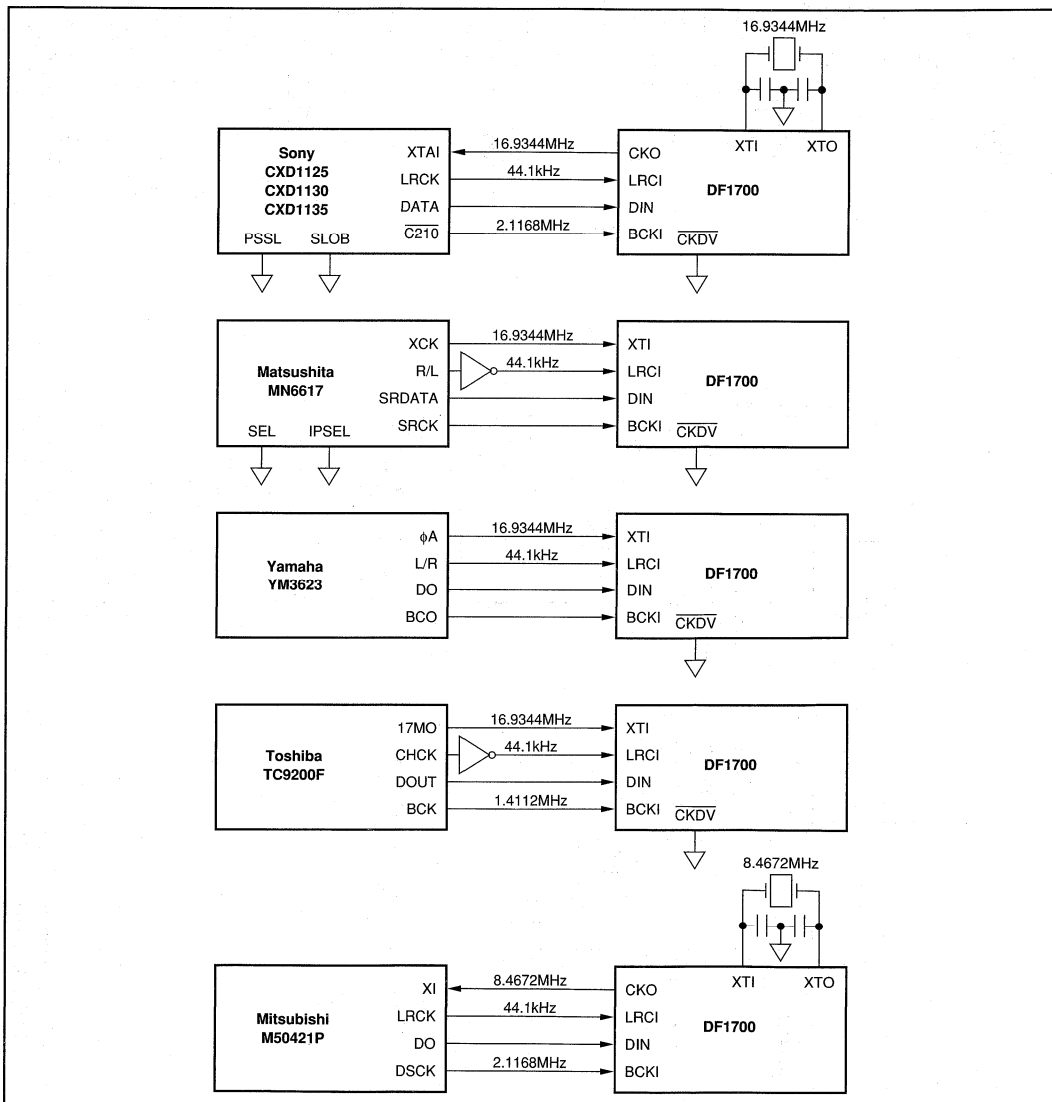 16.9344MHz
XTI XTO
Sony
CXD1125
CXD1130
CXD1135
XTAI
LRCK
DATA
C210
PSSL SLOB
16.9344MHz
44.1kHz
2.1168MHz
CKO
LRCI
DIN
BCKI
CKDV
DF1700
Matsushita
MN6617
XCK
R/L
SRDATA
SRCK
SEL IPSEL
16.9344MHz
44.1kHz
XTI
LRCI
DIN
BCKI
CKDV
DF1700
Yamaha
YM3623
ϕA
L/R
DO
BCO
16.9344MHz
44.1kHz
XTI
LRCI
DIN
BCKI
CKDV
DF1700
Toshiba
TC9200F
17MO
CHCK
DOUT
BCK
16.9344MHz
44.1kHz
1.4112MHz
XTI
LRCI
DIN
BCKI
CKDV
DF1700
8.4672MHz
XTI XTO
Mitsubishi
M50421P
XI
LRCK
DO
DSCK
8.4672MHz
44.1kHz
2.1168MHz
CKO
LRCI
DIN
BCKI
DF1700